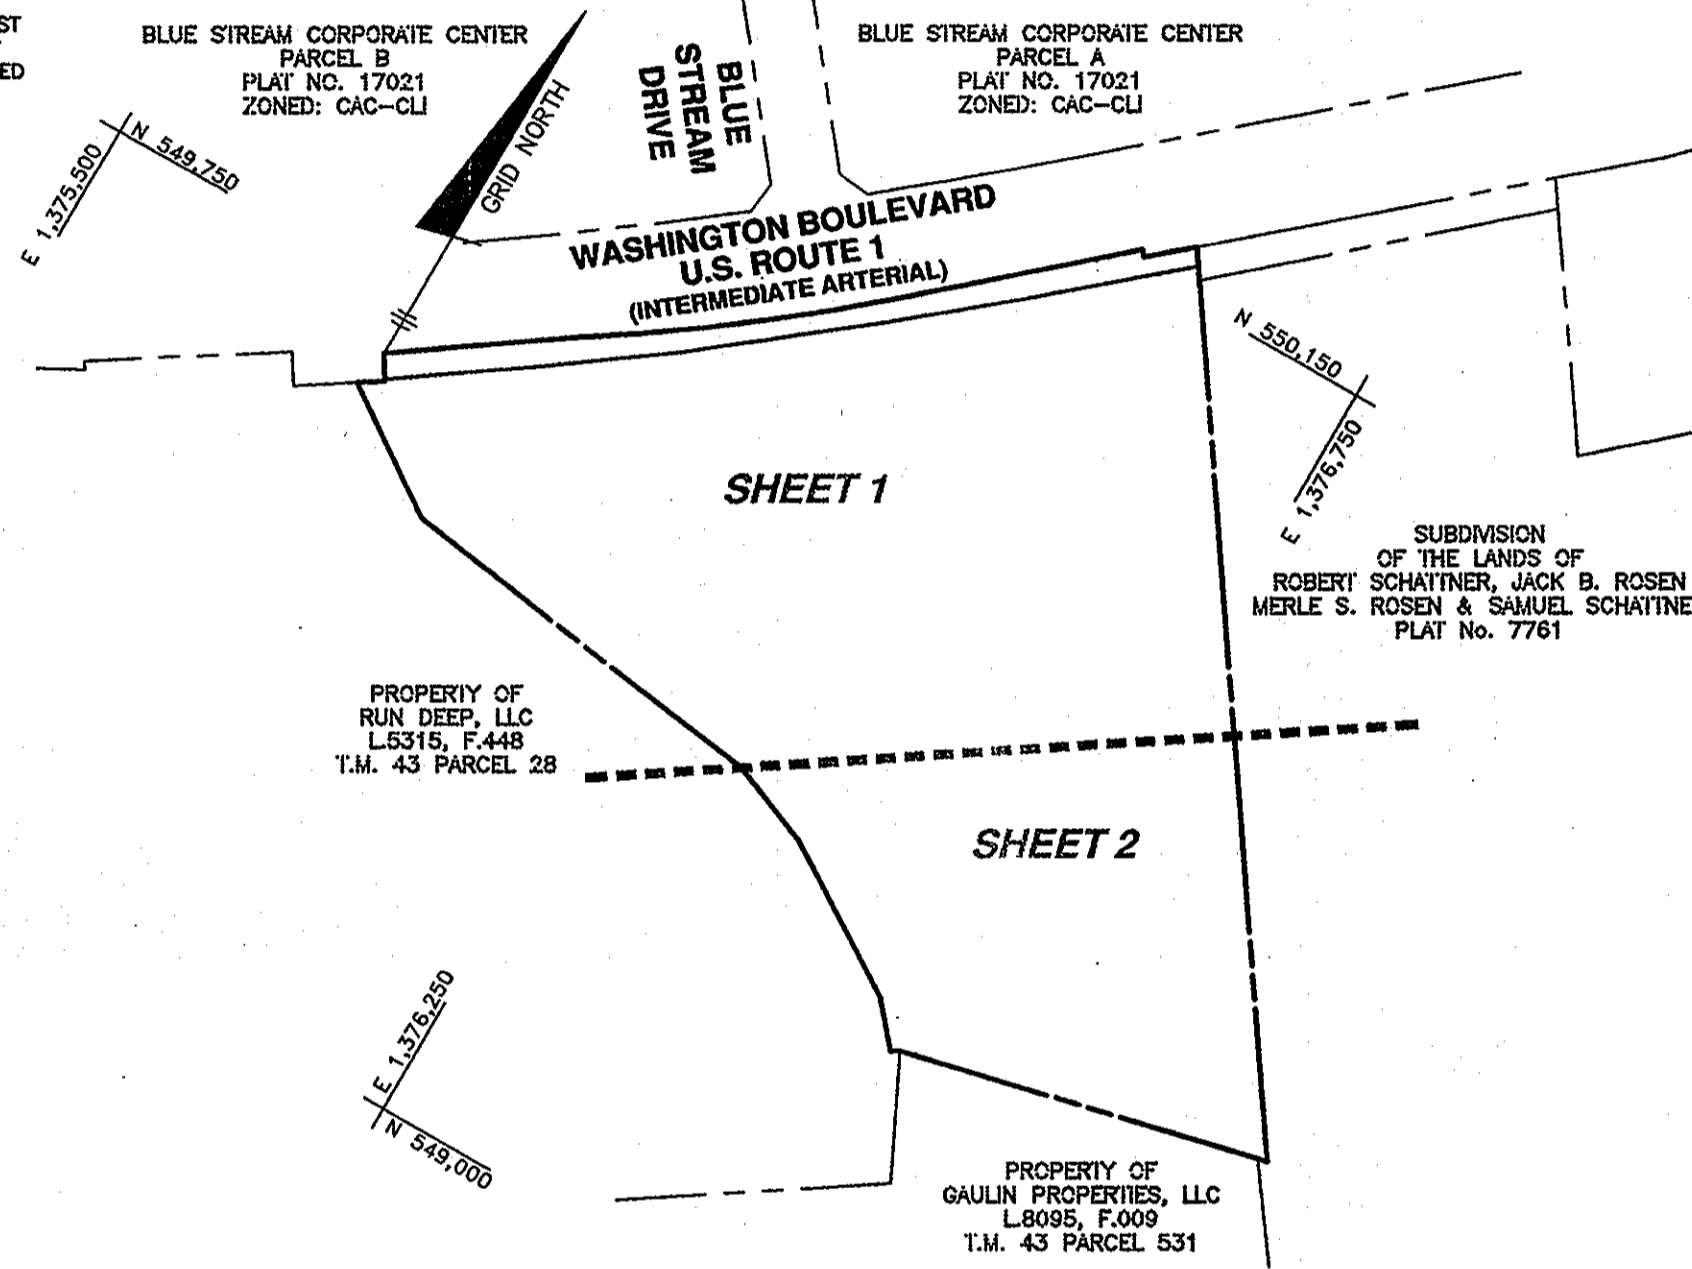 ST
ED
BLUE STREAM CORPORATE CENTER
PARCEL B
PLAT NO. 17021
ZONED: CAC-CLI
BLUE
STREAM
DRIVE
BLUE STREAM CORPORATE CENTER
PARCEL A
PLAT NO. 17021
ZONED: CAC-CLI
N 549,750
E 1,375,500
GRID NORTH
WASHINGTON BOULEVARD
U.S. ROUTE 1
(INTERMEDIATE ARTERIAL)
N 550,150
E 1,376,750
SHEET 1
SUBDIVISION
OF THE LANDS OF
ROBERT SCHATTNER, JACK B. ROSEN
MERLE S. ROSEN & SAMUEL SCHATTNE
PLAT No. 7761
PROPERTY OF
RUN DEEP, LLC
L.5315, F.448
T.M. 43 PARCEL 28
SHEET 2
E 1,376,250
N 549,000
PROPERTY OF
GAULIN PROPERTIES, LLC
L.8095, F.009
T.M. 43 PARCEL 531